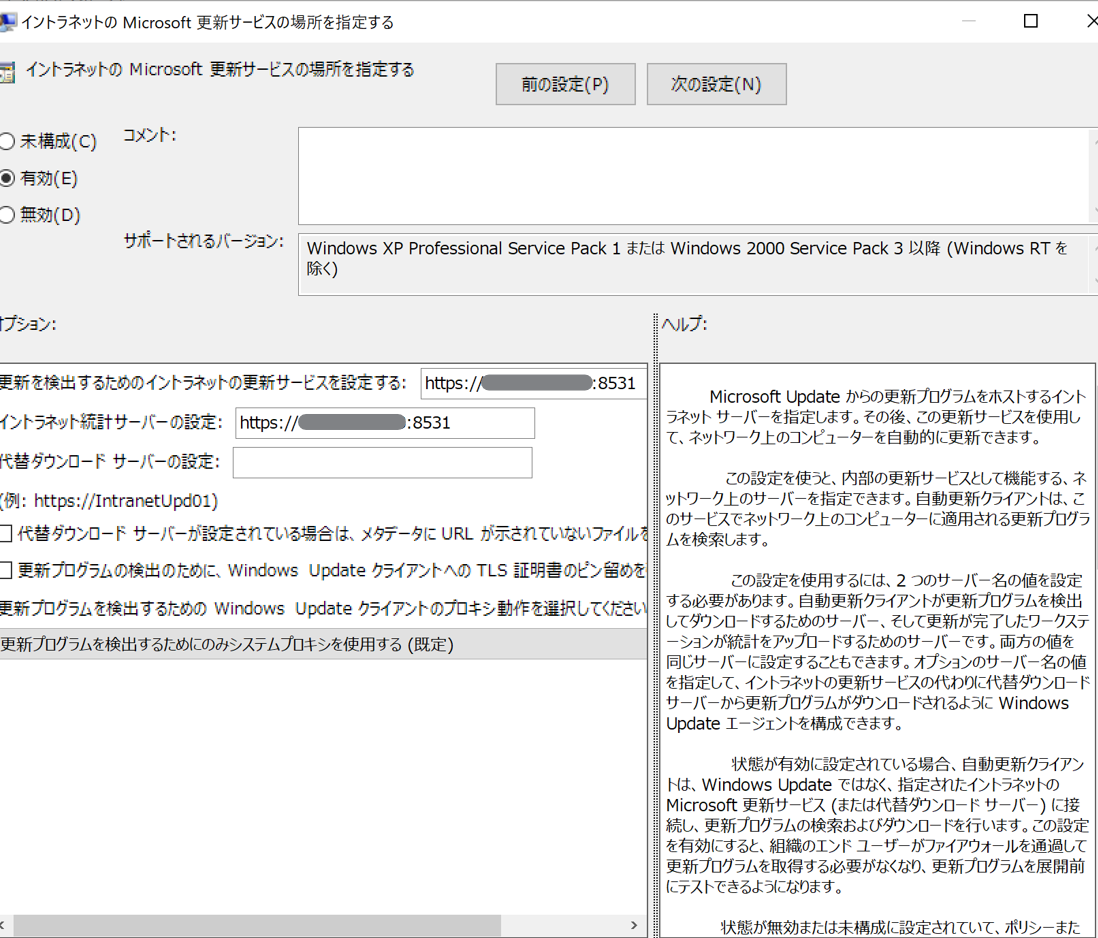 イントラネットの Microsoft 更新サービスの場所を指定する
イントラネットの Microsoft 更新サービスの場所を指定する
前の設定(P)
次の設定(N)
未構成(C)
有効(E)
無効(D)
コメント:
サポートされるバージョン:
Windows XP Professional Service Pack 1 または Windows 2000 Service Pack 3 以降 (Windows RT を
除く)
オプション:
更新を検出するためのイントラネットの更新サービスを設定する:
https:// :8531
イントラネット統計サーバーの設定:
https:// :8531
代替ダウンロード サーバーの設定:
(例: https://IntranetUpd01)
代替ダウンロード サーバーが設定されている場合は、メタデータに URL が示されていないファイルを
更新プログラムの検出のために、Windows Update クライアントへの TLS 証明書のピン留めを
更新プログラムを検出するための Windows Update クライアントのプロキシ動作を選択してください
更新プログラムを検出するためにのみシステムプロキシを使用する (既定)
ヘルプ:
Microsoft Update からの更新プログラムをホストするイント
ラネット サーバーを指定します。その後、この更新サービスを使用し
て、ネットワーク上のコンピューターを自動的に更新できます。
この設定を使うと、内部の更新サービスとして機能する、ネ
ットワーク上のサーバーを指定できます。自動更新クライアントは、こ
のサービスでネットワーク上のコンピューターに適用される更新プログラ
ムを検索します。
この設定を使用するには、2 つのサーバー名の値を設定
する必要があります。自動更新クライアントが更新プログラムを検出
してダウンロードするためのサーバー、そして更新が完了したワークステ
ーションが統計をアップロードするためのサーバーです。両方の値を
同じサーバーに設定することもできます。オプションのサーバー名の値
を指定して、イントラネットの更新サービスの代わりに代替ダウンロード
サーバーから更新プログラムがダウンロードされるように Windows
Update エージェントを構成できます。
状態が有効に設定されている場合、自動更新クライアン
トは、Windows Update ではなく、指定されたイントラネットの
Microsoft 更新サービス (または代替ダウンロード サーバー) に接
続し、更新プログラムの検索およびダウンロードを行います。この設定
を有効にすると、組織のエンド ユーザーがファイアウォールを通過して
更新プログラムを取得する必要がなくなり、更新プログラムを展開前
にテストできるようになります。
状態が無効または未構成に設定されていて、ポリシーまた